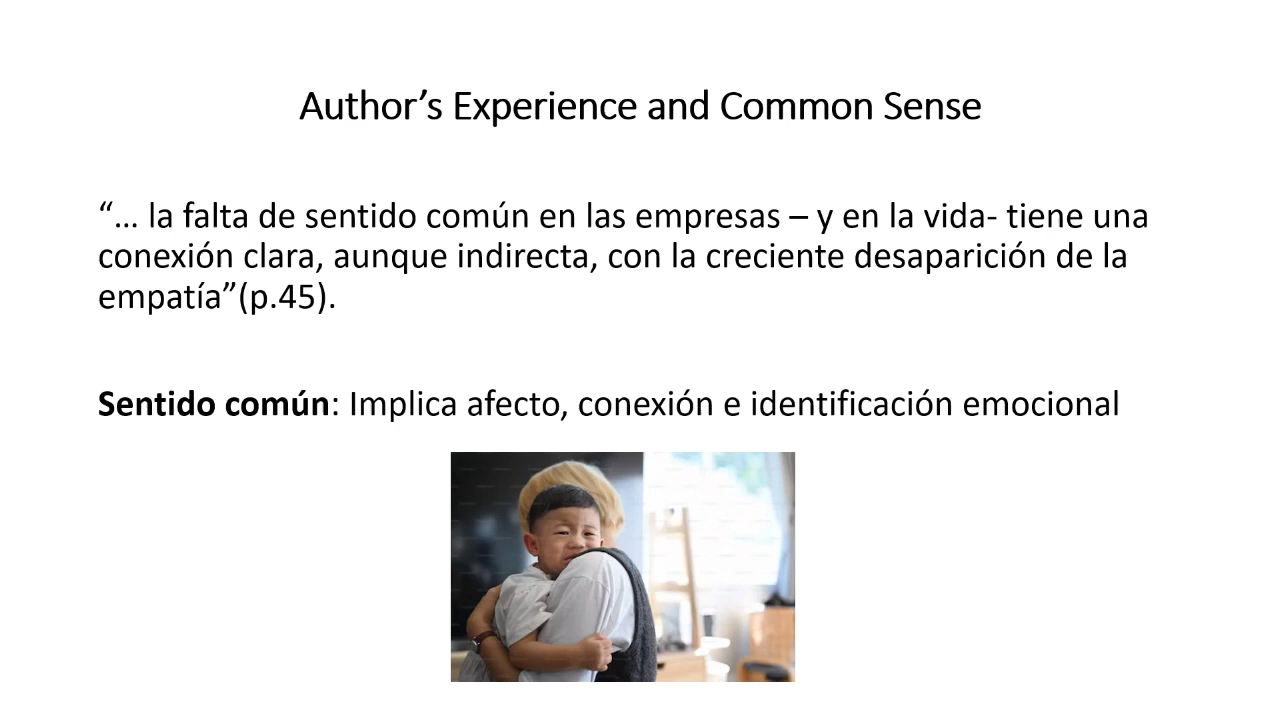 Author’s Experience and Common Sense
“… la falta de sentido común en las empresas – y en la vida- tiene una
conexión clara, aunque indirecta, con la creciente desaparición de la
empatía”(p.45).
Sentido común: Implica afecto, conexión e identificación emocional